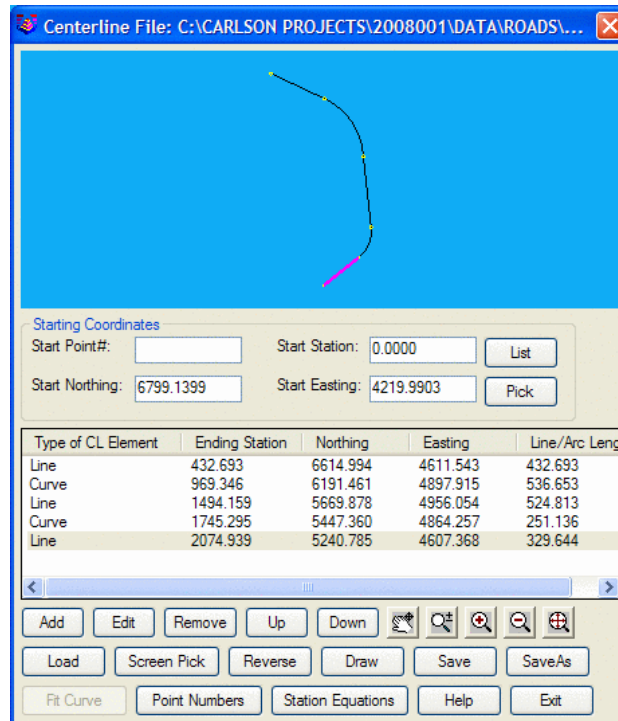 Centerline File: C:\CARLSON PROJECTS\2008001\DATA\ROADS\...
Starting Coordinates
Start Point#: Start Station: 0.0000 List
Start Northing: 6799.1399 Start Easting: 4219.9903 Pick
Type of CL Element Ending Station Northing Easting Line/Arc Leng
Line 432.693 6614.994 4611.543 432.693
Curve 969.346 6191.461 4897.915 536.653
Line 1494.159 5669.878 4956.054 524.813
Curve 1745.295 5447.360 4864.257 251.136
Line 2074.939 5240.785 4607.368 329.644
Add Edit Remove Up Down
Load Screen Pick Reverse Draw Save SaveAs
Fit Curve Point Numbers Station Equations Help Exit